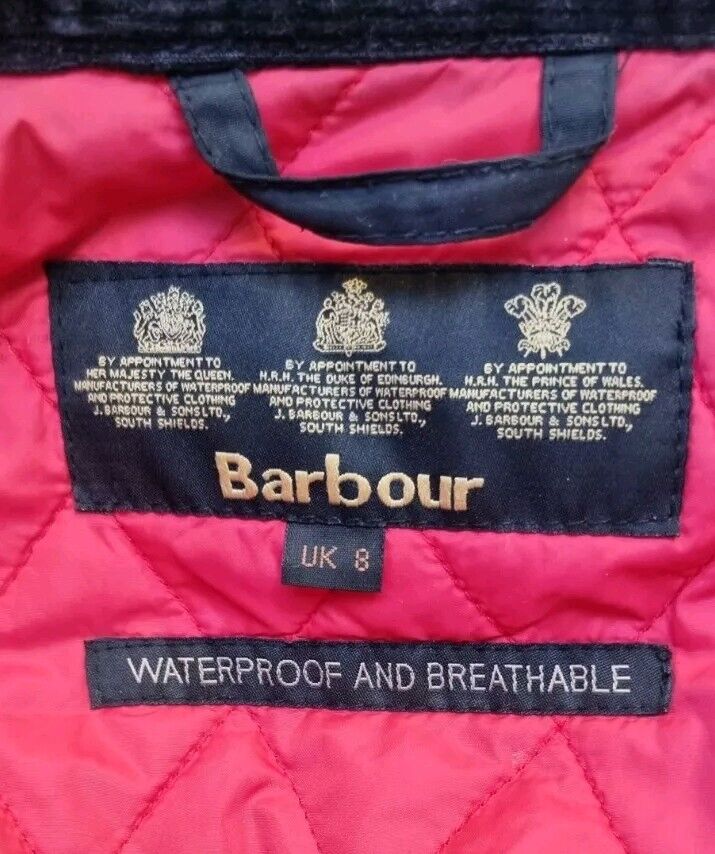 BY APPOINTMENT TO
HER MAJESTY THE QUEEN.
MANUFACTURERS OF WATERPROOF
AND PROTECTIVE CLOTHING
J. BARBOUR & SONS LTD.,
SOUTH SHIELDS.
BY APPOINTMENT TO
H.R.H. THE DUKE OF EDINBURGH.
MANUFACTURERS OF WATERPROOF
AND PROTECTIVE CLOTHING
J. BARBOUR & SONS LTD.,
SOUTH SHIELDS.
BY APPOINTMENT TO
H.R.H. THE PRINCE OF WALES.
MANUFACTURERS OF WATERPROOF
AND PROTECTIVE CLOTHING
J. BARBOUR & SONS LTD.,
SOUTH SHIELDS.
Barbour
UK 8
WATERPROOF AND BREATHABLE